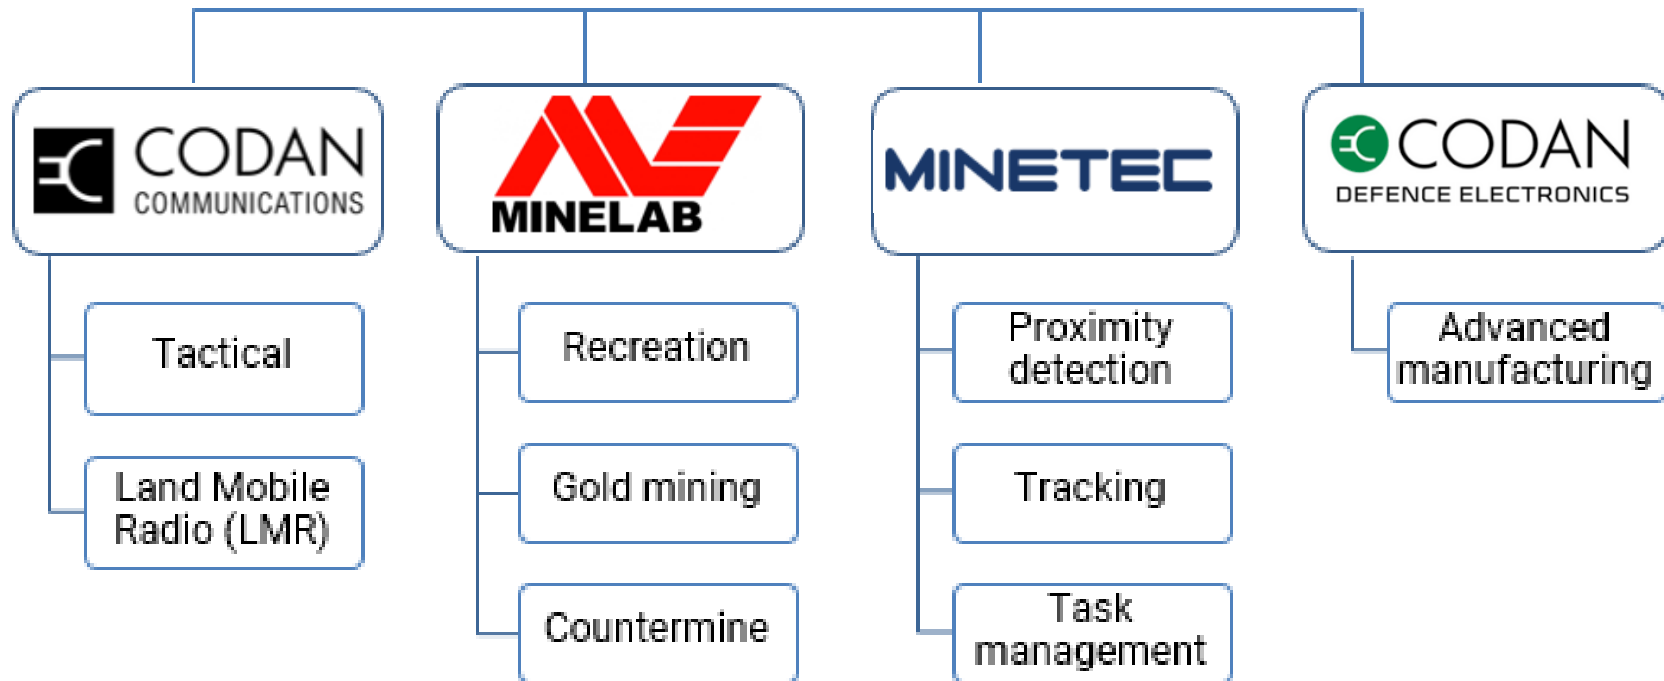 CODAN
COMMUNICATIONS
MINELAB
MINETEC
CODAN
DEFENCE ELECTRONICS
Tactical
Land Mobile
Radio (LMR)
Recreation
Gold mining
Countermine
Proximity
detection
Tracking
Task
management
Advanced
manufacturing